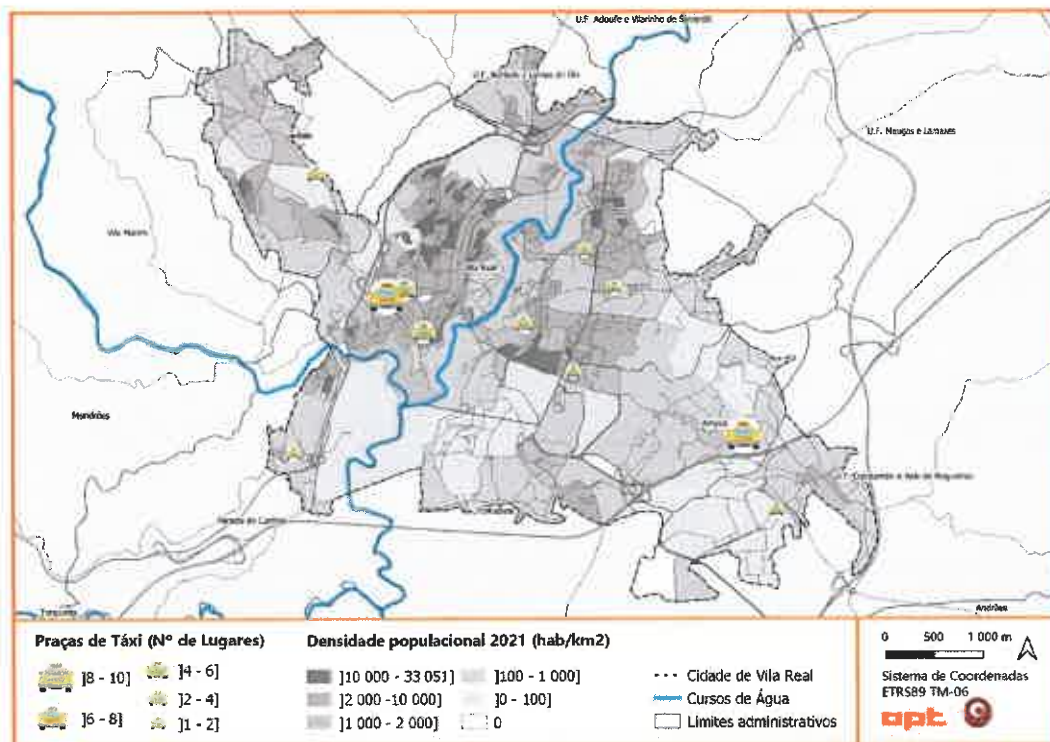 U.F. Adoufe e Vilarinho de Samardã
U.F. Mouços e Lamares
Vila Marim
Vila Real
Mondrões
Arroios
Parada de Cunhos
Andrães
Praças de Táxi (Nº de Lugares)
]8 - 10]
]6 - 8]
]4 - 6]
]2 - 4]
]1 - 2]
Densidade populacional 2021 (hab/km2)
]10 000 - 33 051]
]2 000 -10 000]
]1 000 - 2 000]
]100 - 1 000]
]0 - 100]
0
Cidade de Vila Real
Cursos de Água
Limites administrativos
0 500 1 000 m
Sistema de Coordenadas
ETRS89 TM-06
opt